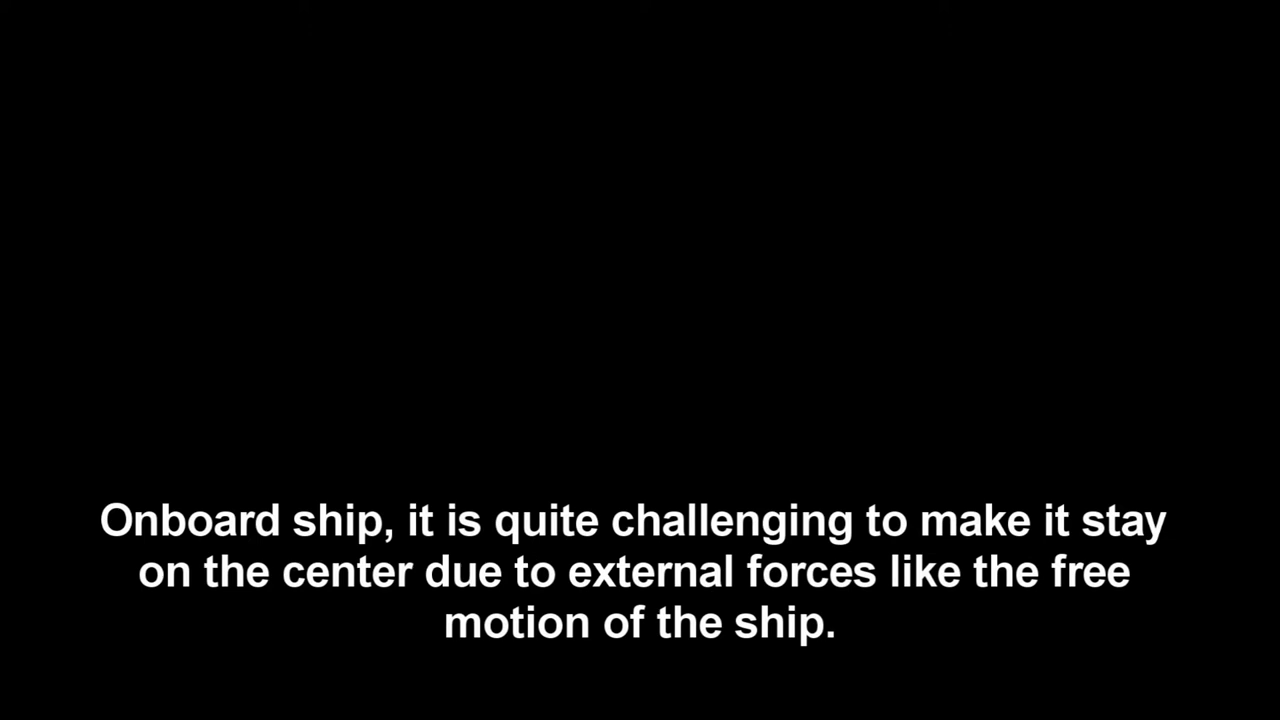 Onboard ship, it is quite challenging to make it stay
on the center due to external forces like the free
motion of the ship.